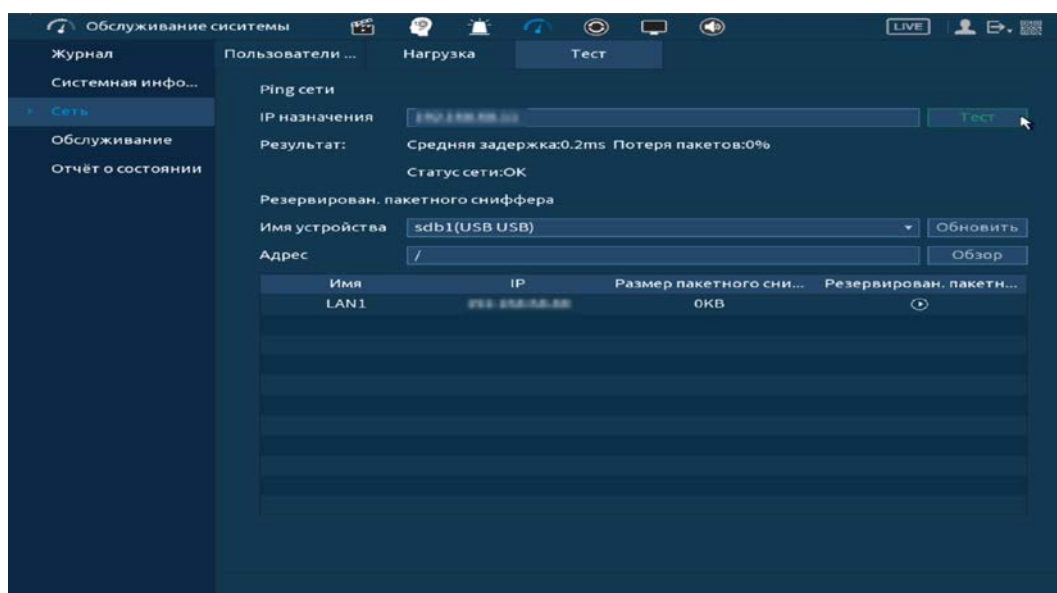 Обслуживание сиситемы LIVE
Журнал
Системная инфо...
Сеть
Обслуживание
Отчёт о состоянии
Пользователи ... Нагрузка Тест
Ping сети
IP назначения Тест
Результат: Средняя задержка:0.2ms Потеря пакетов:0%
Статус сети:OK
Резервирован. пакетного сниффера
Имя устройства sdb1(USB USB) Обновить
Адрес / Обзор
Имя IP Размер пакетного сни... Резервирован. пакетн...
LAN1 0KB